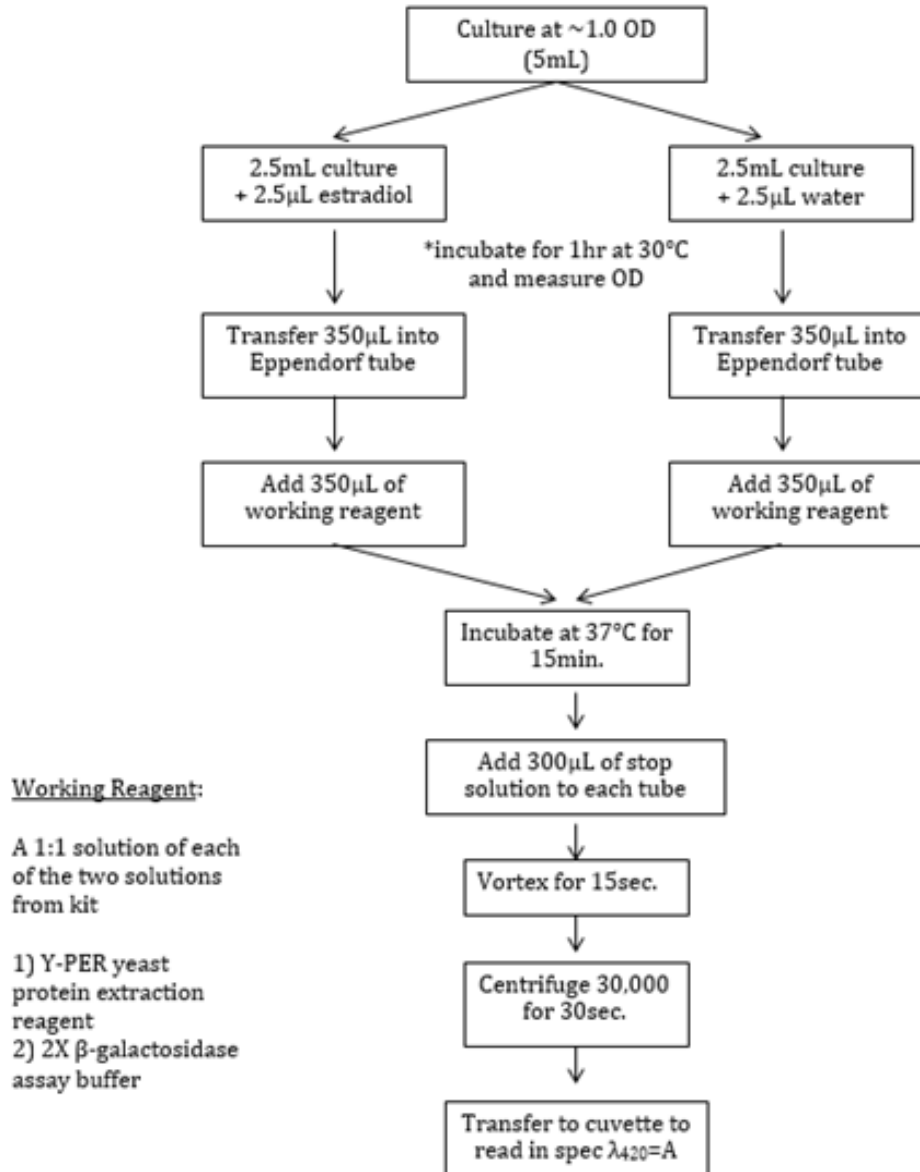 Culture at ~1.0 OD
(5mL)
2.5mL culture
+ 2.5μL estradiol
2.5mL culture
+ 2.5μL water
*incubate for 1hr at 30°C
and measure OD
Transfer 350μL into
Eppendorf tube
Transfer 350μL into
Eppendorf tube
Add 350μL of
working reagent
Add 350μL of
working reagent
Incubate at 37°C for
15min.
Add 300μL of stop
solution to each tube
Vortex for 15sec.
Centrifuge 30,000
for 30sec.
Transfer to cuvette to
read in spec λ₄₂₀=A
Working Reagent:
A 1:1 solution of each
of the two solutions
from kit
1) Y-PER yeast
protein extraction
reagent
2) 2X β-galactosidase
assay buffer